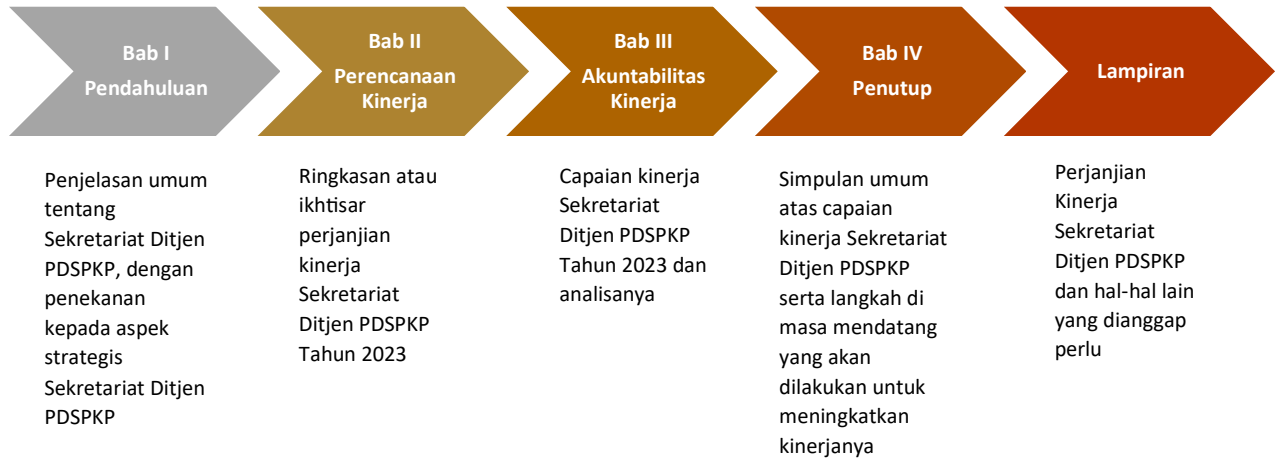 Bab I
Pendahuluan
Bab II
Perencanaan
Kinerja
Bab III
Akuntabilitas
Kinerja
Bab IV
Penutup
Lampiran
Penjelasan umum
tentang
Sekretariat Ditjen
PDSPKP, dengan
penekanan
kepada aspek
strategis
Sekretariat Ditjen
PDSPKP
Ringkasan atau
ikhtisar
perjanjian
kinerja
Sekretariat
Ditjen PDSPKP
Tahun 2023
Capaian kinerja
Sekretariat
Ditjen PDSPKP
Tahun 2023 dan
analisanya
Simpulan umum
atas capaian
kinerja Sekretariat
Ditjen PDSPKP
serta langkah di
masa mendatang
yang akan
dilakukan untuk
meningkatkan
kinerjanya
Perjanjian
Kinerja
Sekretariat
Ditjen PDSPKP
dan hal-hal lain
yang dianggap
perlu